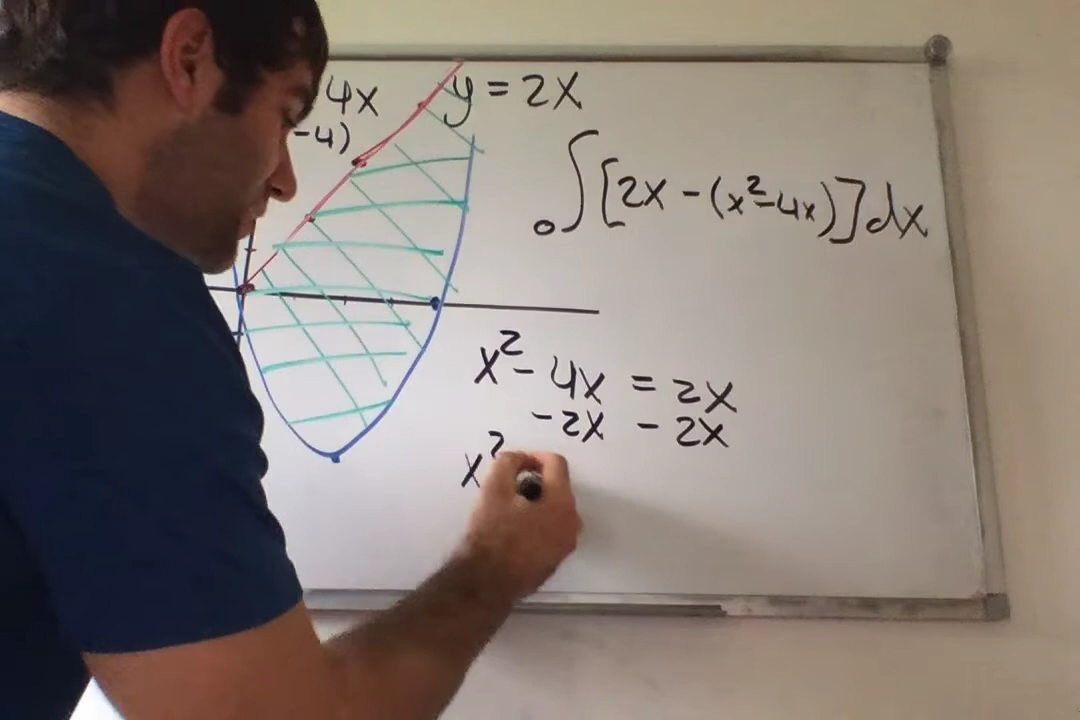 4x
-4)
y = 2x
0∫[2x - (x²-4x)]dx
x² - 4x = 2x
-2x - 2x
x²